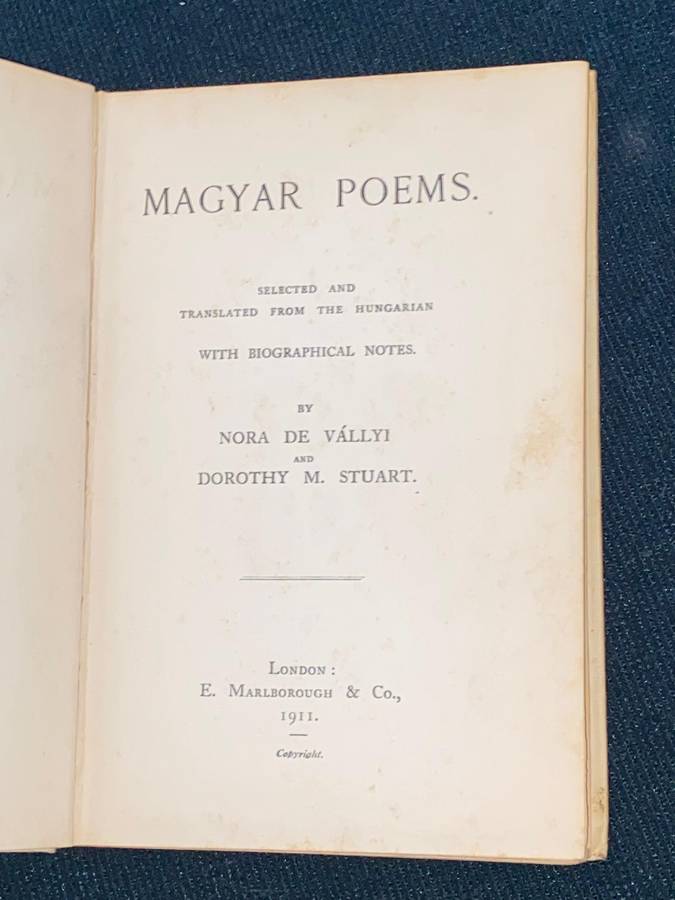 MAGYAR POEMS.
SELECTED AND
TRANSLATED FROM THE HUNGARIAN
WITH BIOGRAPHICAL NOTES.
BY
NORA DE VÁLLYI
AND
DOROTHY M. STUART.
LONDON:
E. MARLBOROUGH & CO.,
1911.
Copyright.